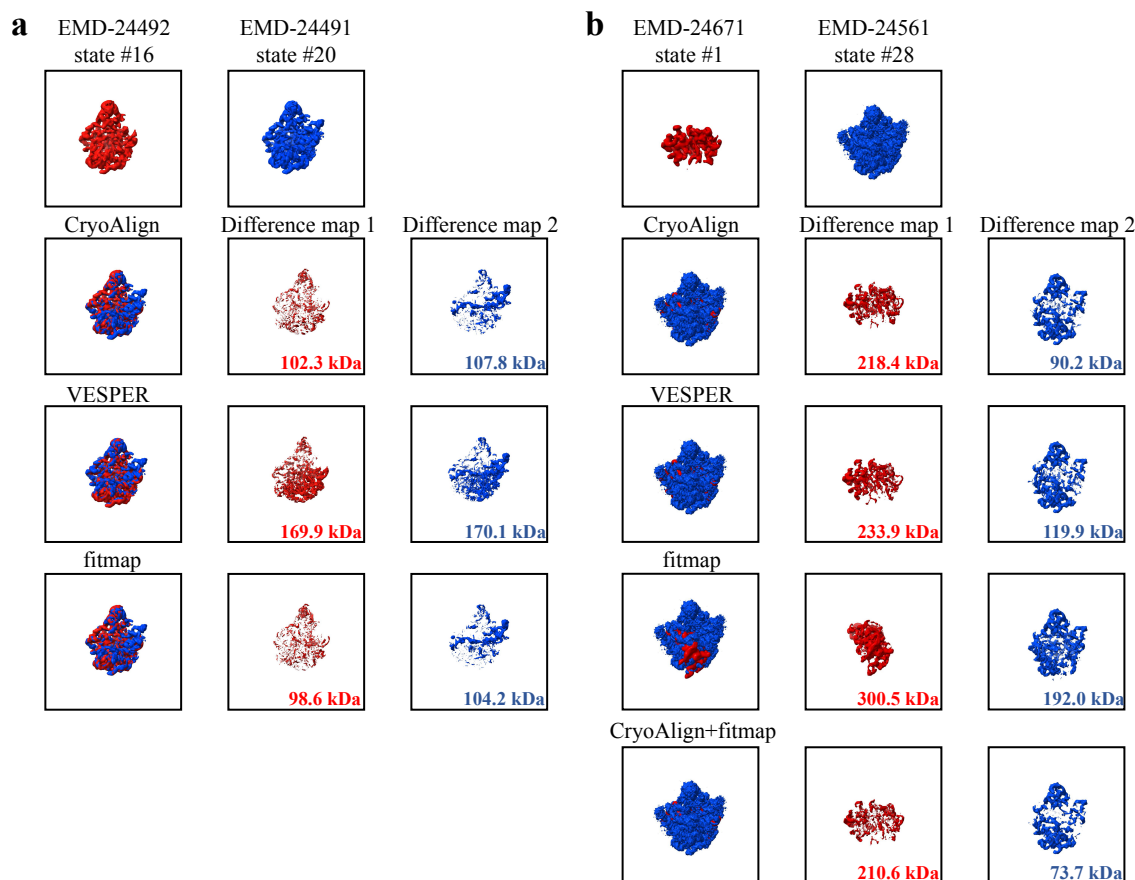 a
EMD-24492
state #16
EMD-24491
state #20
CryoAlign
Difference map 1
Difference map 2
102.3 kDa
107.8 kDa
VESPER
169.9 kDa
170.1 kDa
fitmap
98.6 kDa
104.2 kDa
b
EMD-24671
state #1
EMD-24561
state #28
CryoAlign
Difference map 1
Difference map 2
218.4 kDa
90.2 kDa
VESPER
233.9 kDa
119.9 kDa
fitmap
300.5 kDa
192.0 kDa
CryoAlign+fitmap
210.6 kDa
73.7 kDa